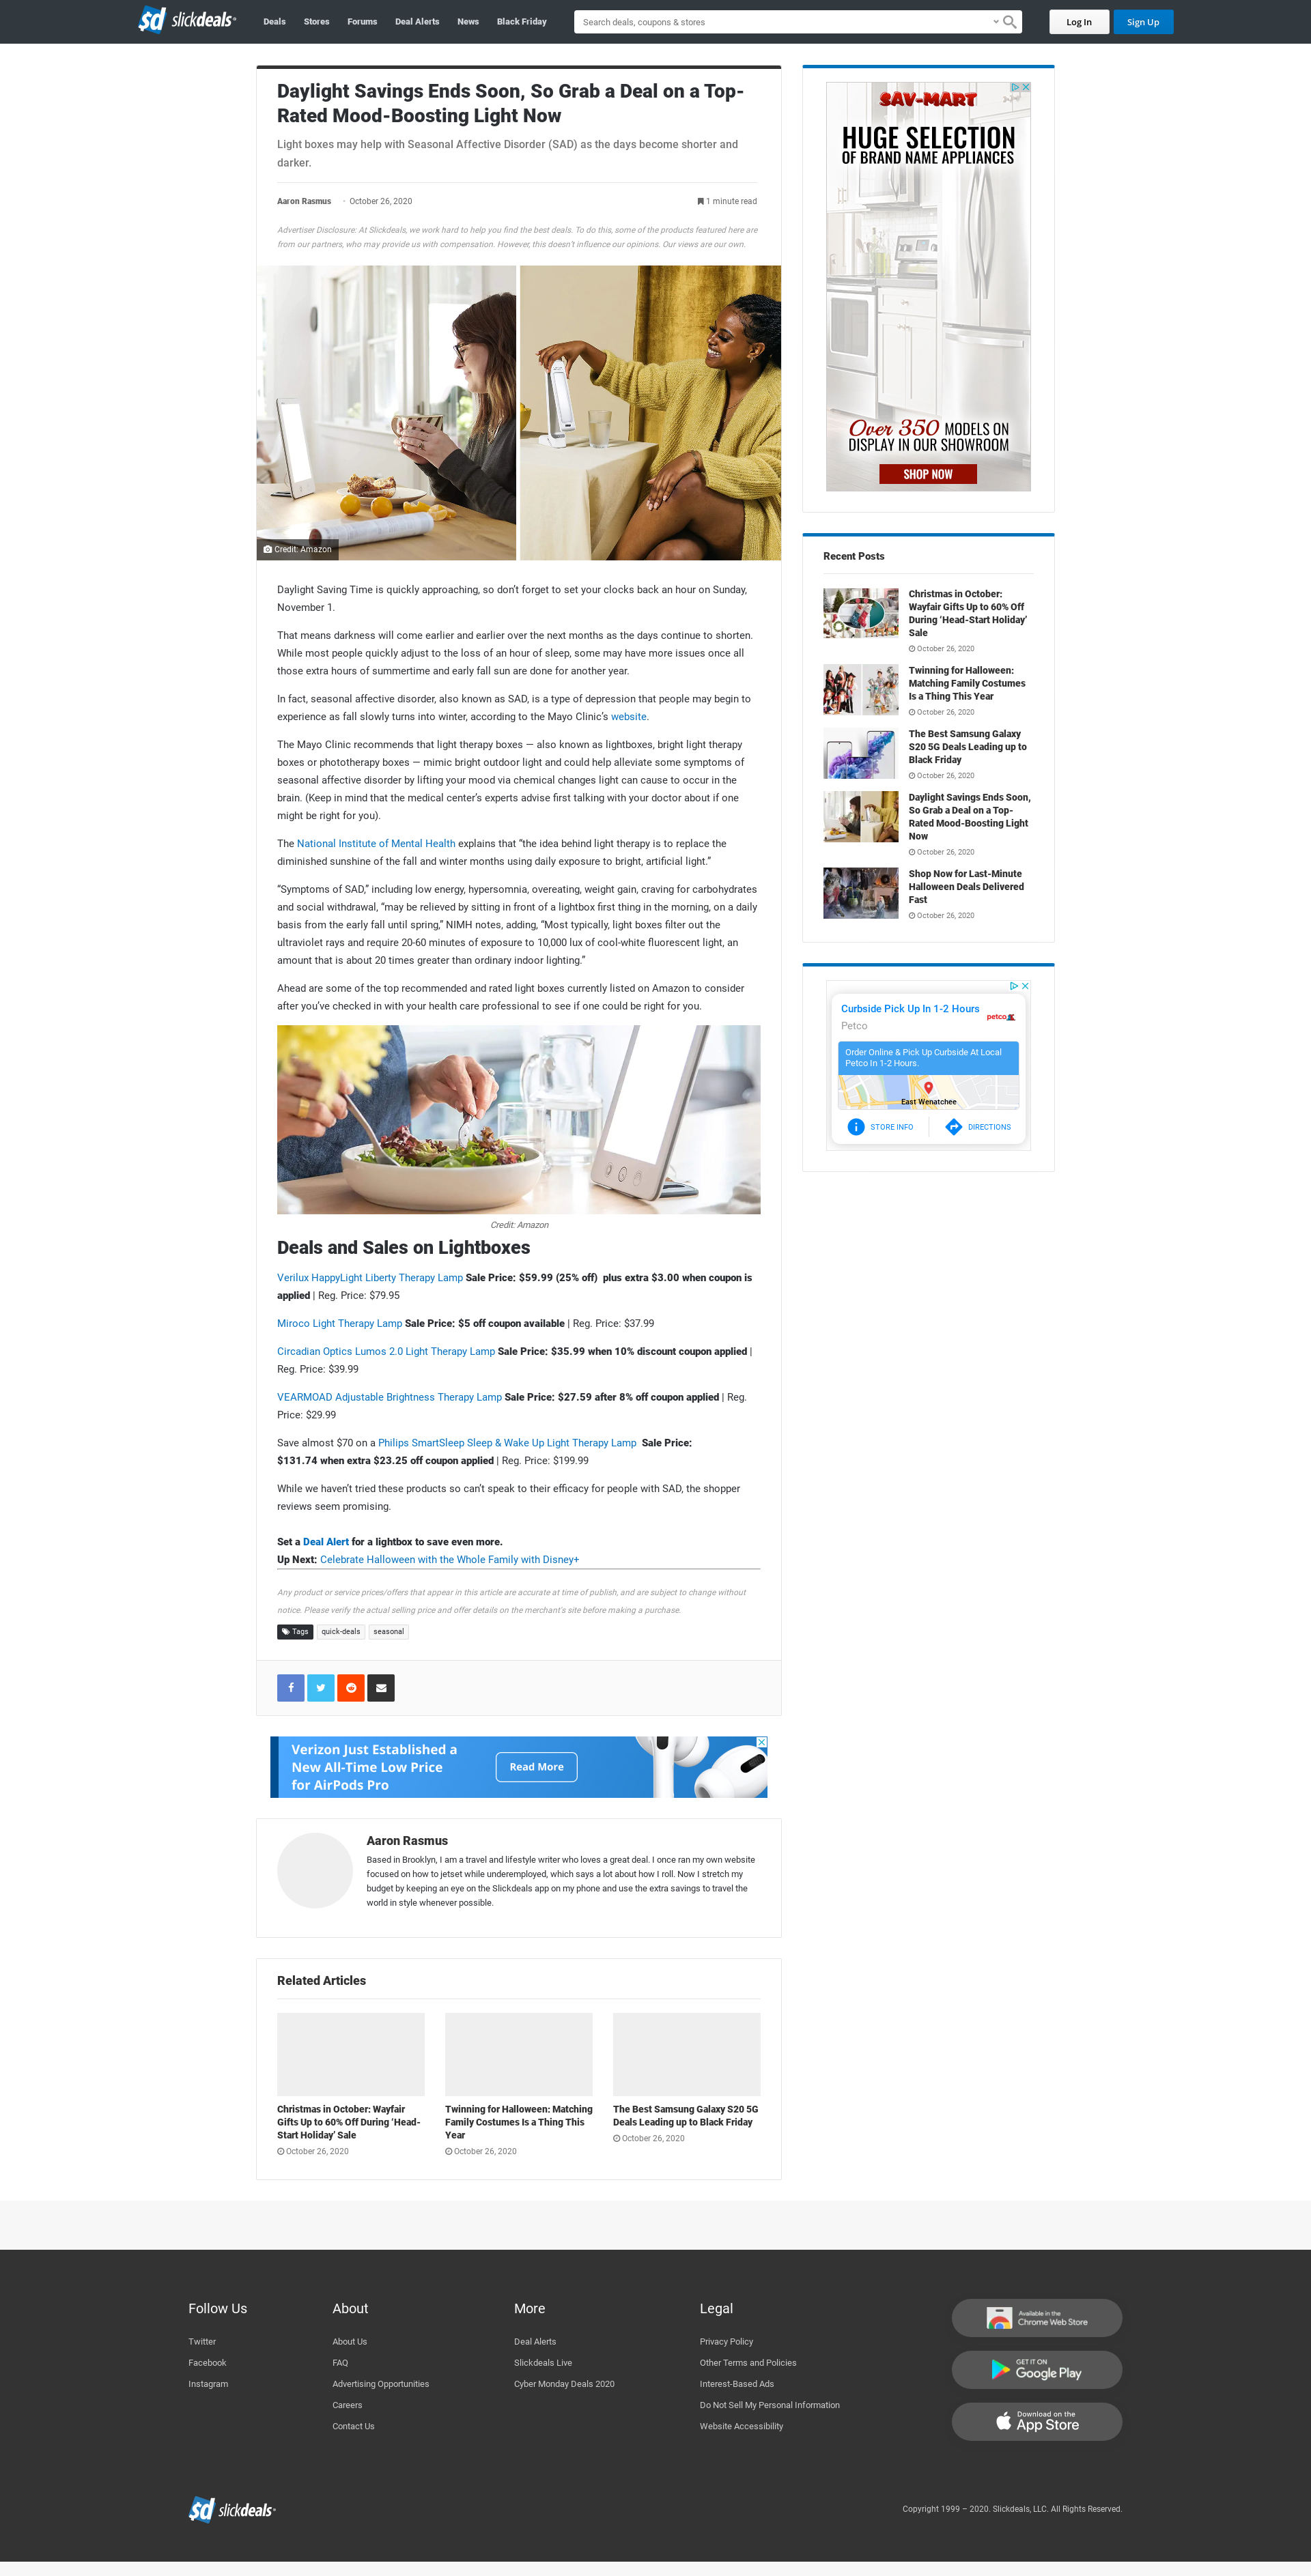 slickdeals
Deals
Stores
Forums
Deal Alerts
News
Black Friday
Search deals, coupons & stores
Log In
Sign Up
Daylight Savings Ends Soon, So Grab a Deal on a Top-
Rated Mood-Boosting Light Now
Light boxes may help with Seasonal Affective Disorder (SAD) as the days become shorter and
darker.
Aaron Rasmus · October 26, 2020
1 minute read
Advertiser Disclosure: At Slickdeals, we work hard to help you find the best deals. To do this, some of the products featured here are
from our partners, who may provide us with compensation. However, this doesn't influence our opinions. Our views are our own.
Credit: Amazon
Daylight Saving Time is quickly approaching, so don't forget to set your clocks back an hour on Sunday,
November 1.
That means darkness will come earlier and earlier over the next months as the days continue to shorten.
While most people quickly adjust to the loss of an hour of sleep, some may have more issues once all
those extra hours of summertime and early fall sun are done for another year.
In fact, seasonal affective disorder, also known as SAD, is a type of depression that people may begin to
experience as fall slowly turns into winter, according to the Mayo Clinic's website.
The Mayo Clinic recommends that light therapy boxes — also known as lightboxes, bright light therapy
boxes or phototherapy boxes — mimic bright outdoor light and could help alleviate some symptoms of
seasonal affective disorder by lifting your mood via chemical changes light can cause to occur in the
brain. (Keep in mind that the medical center's experts advise first talking with your doctor about if one
might be right for you).
The National Institute of Mental Health explains that "the idea behind light therapy is to replace the
diminished sunshine of the fall and winter months using daily exposure to bright, artificial light."
"Symptoms of SAD," including low energy, hypersomnia, overeating, weight gain, craving for carbohydrates
and social withdrawal, "may be relieved by sitting in front of a lightbox first thing in the morning, on a daily
basis from the early fall until spring," NIMH notes, adding, "Most typically, light boxes filter out the
ultraviolet rays and require 20-60 minutes of exposure to 10,000 lux of cool-white fluorescent light, an
amount that is about 20 times greater than ordinary indoor lighting."
Ahead are some of the top recommended and rated light boxes currently listed on Amazon to consider
after you've checked in with your health care professional to see if one could be right for you.
Credit: Amazon
Deals and Sales on Lightboxes
Verilux HappyLight Liberty Therapy Lamp Sale Price: $59.99 (25% off) plus extra $3.00 when coupon is
applied | Reg. Price: $79.95
Miroco Light Therapy Lamp Sale Price: $5 off coupon available | Reg. Price: $37.99
Circadian Optics Lumos 2.0 Light Therapy Lamp Sale Price: $35.99 when 10% discount coupon applied |
Reg. Price: $39.99
VEARMOAD Adjustable Brightness Therapy Lamp Sale Price: $27.59 after 8% off coupon applied | Reg.
Price: $29.99
Save almost $70 on a Philips SmartSleep Sleep & Wake Up Light Therapy Lamp Sale Price:
$131.74 when extra $23.25 off coupon applied | Reg. Price: $199.99
While we haven't tried these products so can't speak to their efficacy for people with SAD, the shopper
reviews seem promising.
Set a Deal Alert for a lightbox to save even more.
Up Next: Celebrate Halloween with the Whole Family with Disney+
Any product or service prices/offers that appear in this article are accurate at time of publish, and are subject to change without
notice. Please verify the actual selling price and offer details on the merchant's site before making a purchase.
Tags
quick-deals
seasonal
Verizon Just Established a
New All-Time Low Price
for AirPods Pro
Read More
Aaron Rasmus
Based in Brooklyn, I am a travel and lifestyle writer who loves a great deal. I once ran my own website
focused on how to jetset while underemployed, which says a lot about how I roll. Now I stretch my
budget by keeping an eye on the Slickdeals app on my phone and use the extra savings to travel the
world in style whenever possible.
Related Articles
Christmas in October: Wayfair
Gifts Up to 60% Off During 'Head-
Start Holiday' Sale
October 26, 2020
Twinning for Halloween: Matching
Family Costumes Is a Thing This
Year
October 26, 2020
The Best Samsung Galaxy S20 5G
Deals Leading up to Black Friday
October 26, 2020
SAV-MART
HUGE SELECTION
OF BRAND NAME APPLIANCES
Over 350 MODELS ON
DISPLAY IN OUR SHOWROOM
SHOP NOW
Recent Posts
Christmas in October:
Wayfair Gifts Up to 60% Off
During 'Head-Start Holiday'
Sale
October 26, 2020
Twinning for Halloween:
Matching Family Costumes
Is a Thing This Year
October 26, 2020
The Best Samsung Galaxy
S20 5G Deals Leading up to
Black Friday
October 26, 2020
Daylight Savings Ends Soon,
So Grab a Deal on a Top-
Rated Mood-Boosting Light
Now
October 26, 2020
Shop Now for Last-Minute
Halloween Deals Delivered
Fast
October 26, 2020
Curbside Pick Up In 1-2 Hours
Petco
petco
Order Online & Pick Up Curbside At Local
Petco In 1-2 Hours.
East Wenatchee
STORE INFO
DIRECTIONS
Follow Us
Twitter
Facebook
Instagram
About
About Us
FAQ
Advertising Opportunities
Careers
Contact Us
More
Deal Alerts
Slickdeals Live
Cyber Monday Deals 2020
Legal
Privacy Policy
Other Terms and Policies
Interest-Based Ads
Do Not Sell My Personal Information
Website Accessibility
Available in the
Chrome Web Store
GET IT ON
Google Play
Download on the
App Store
slickdeals
Copyright 1999 – 2020. Slickdeals, LLC. All Rights Reserved.